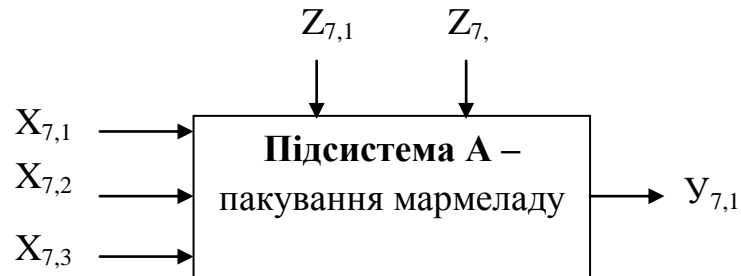 Z7,1 Z7,
X7,1
Підсистема А –
X7,2
пакування мармеладу
У7,1
X7,3